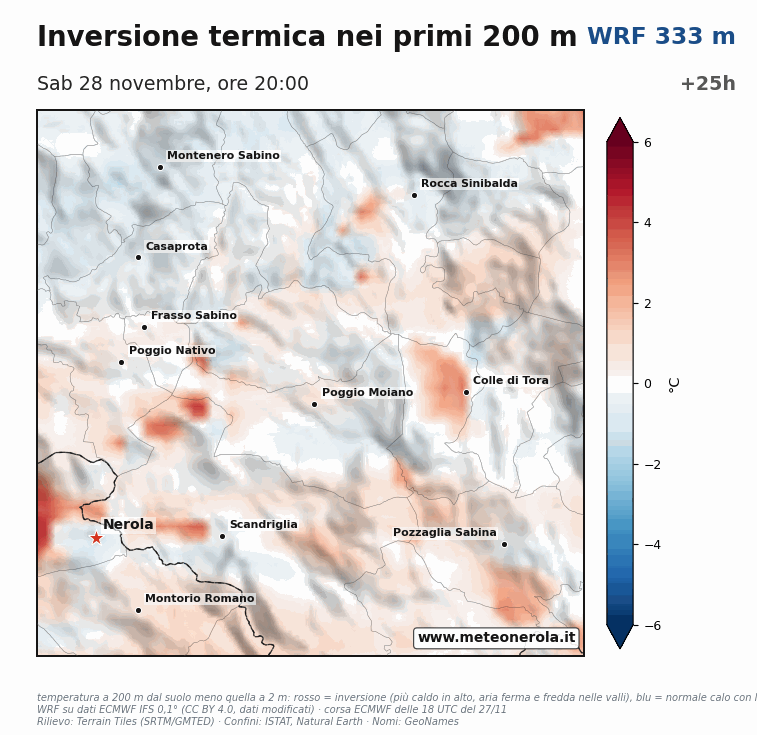 Inversione termica nei primi 200 m WRF 333 m
Sab 28 novembre, ore 20:00 +25h
Montenero Sabino
Rocca Sinibalda
Casaprota
Frasso Sabino
Poggio Nativo
Colle di Tora
Poggio Moiano
Nerola
Scandriglia
Pozzaglia Sabina
Montorio Romano
www.meteonerola.it
6
4
2
0
−2
−4
−6
°C
temperatura a 200 m dal suolo meno quella a 2 m: rosso = inversione (più caldo in alto, aria ferma e fredda nelle valli), blu = normale calo con l
WRF su dati ECMWF IFS 0,1° (CC BY 4.0, dati modificati) · corsa ECMWF delle 18 UTC del 27/11
Rilievo: Terrain Tiles (SRTM/GMTED) · Confini: ISTAT, Natural Earth · Nomi: GeoNames